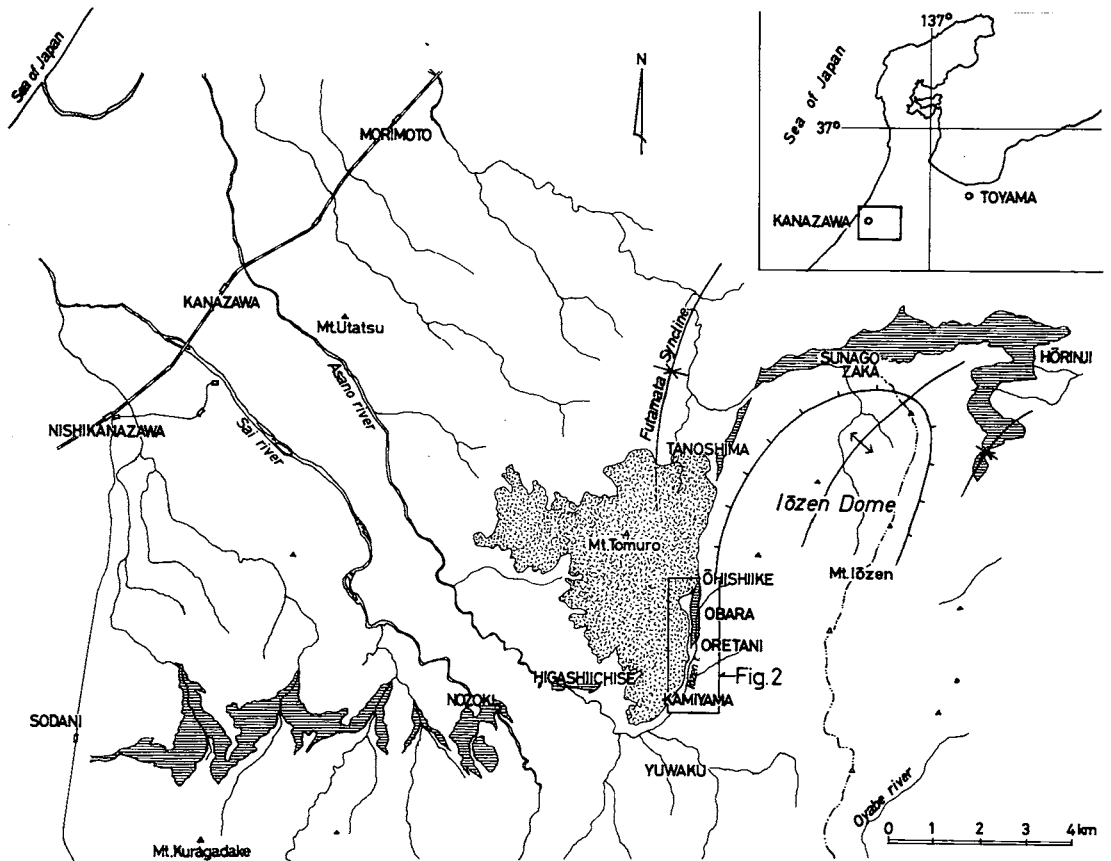 Sea of Japan
MORIMOTO
N
137°
Sea of Japan
37°
TOYAMA
KANAZAWA
KANAZAWA
Mt.Utatsu
Asano river
Sai river
NISHIKANAZAWA
Futamata Syncline
SUNAGO
ZAKA
HŌRINJI
TANOSHIMA
Iōzen Dome
Mt.Tomuro
Mt.Iōzen
ŌHISHIIKE
OBARA
ORETANI
Fig.2
HIGASHIICHISE
KAMIYAMA
NOZOKI
SODANI
YUWAKU
Oyabe river
Mt.Kuragadake
0 1 2 4km